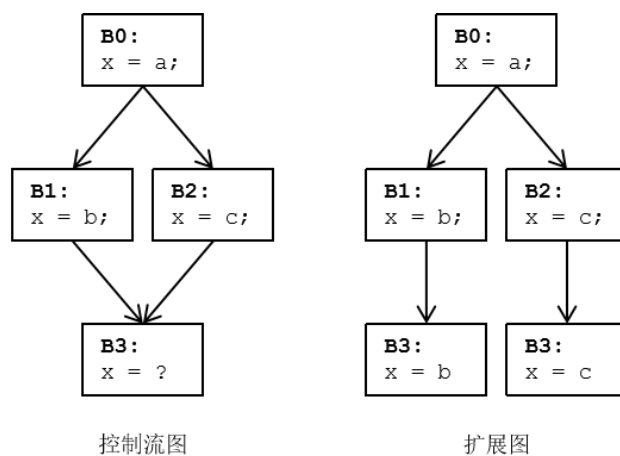 B0:
x = a;
B1:
x = b;
B2:
x = c;
B3:
x = ?
控制流图
B0:
x = a;
B1:
x = b;
B2:
x = c;
B3:
x = b
B3:
x = c
扩展图